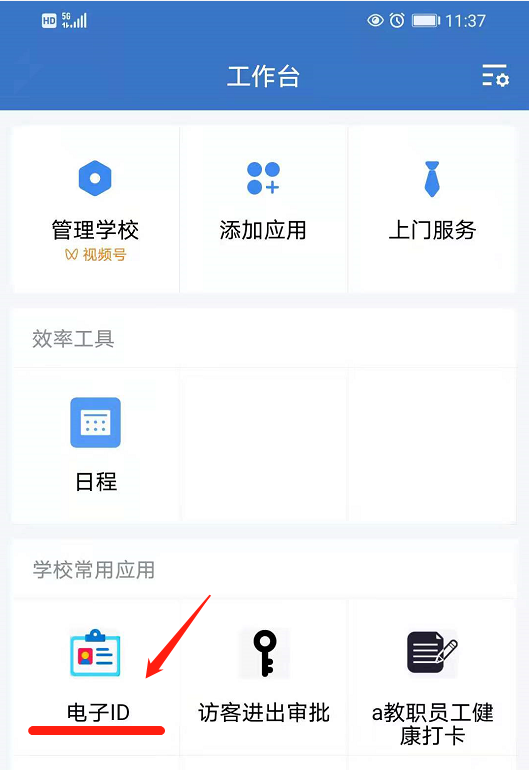 HD 5G 11:37
工作台
管理学校 添加应用 上门服务
视频号
效率工具
日程
学校常用应用
电子ID 访客进出审批 a教职员工健
康打卡